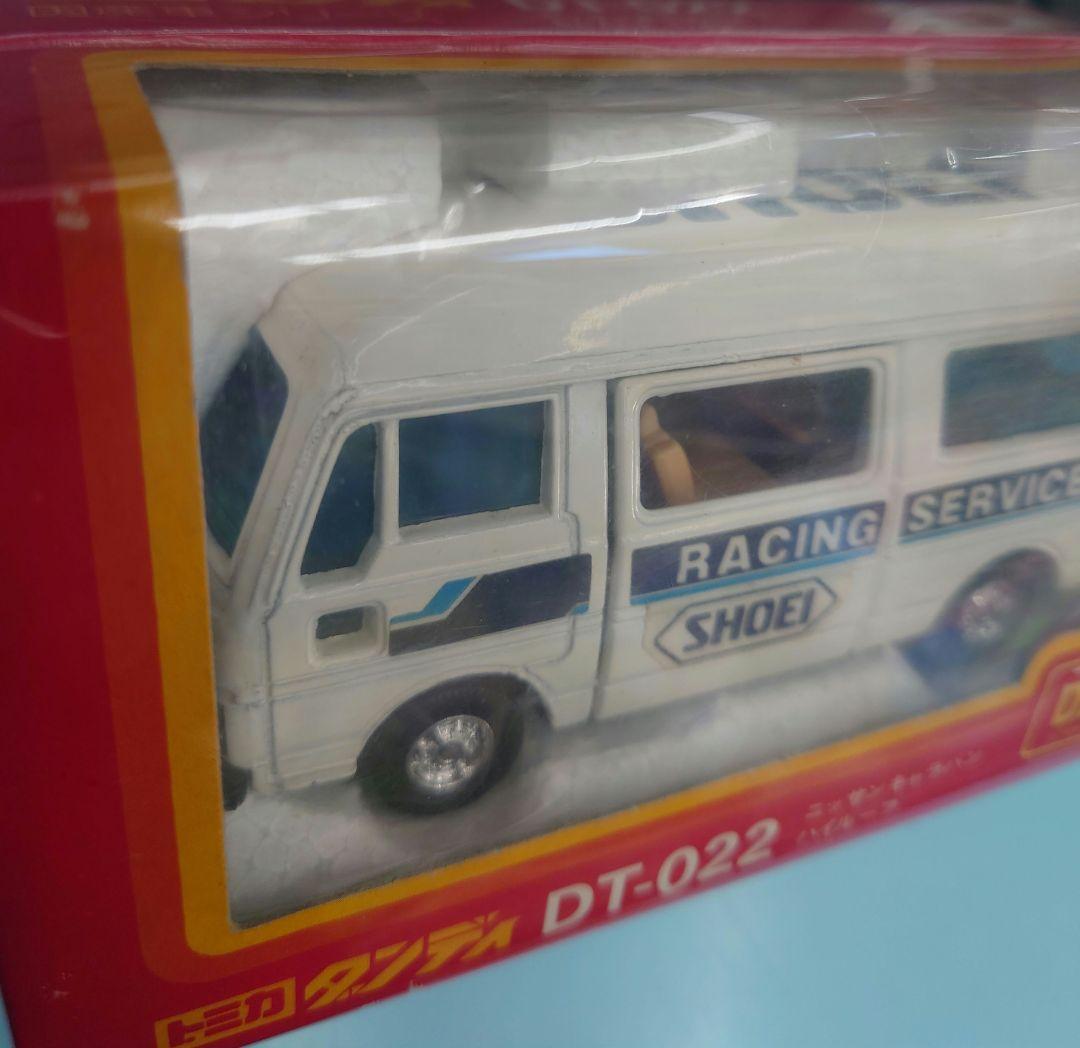 SHOEI
RACING SERVICE
SHOEI
ニッサン キャラバン
ハイルーフ
トミカ ダンディ DT-022